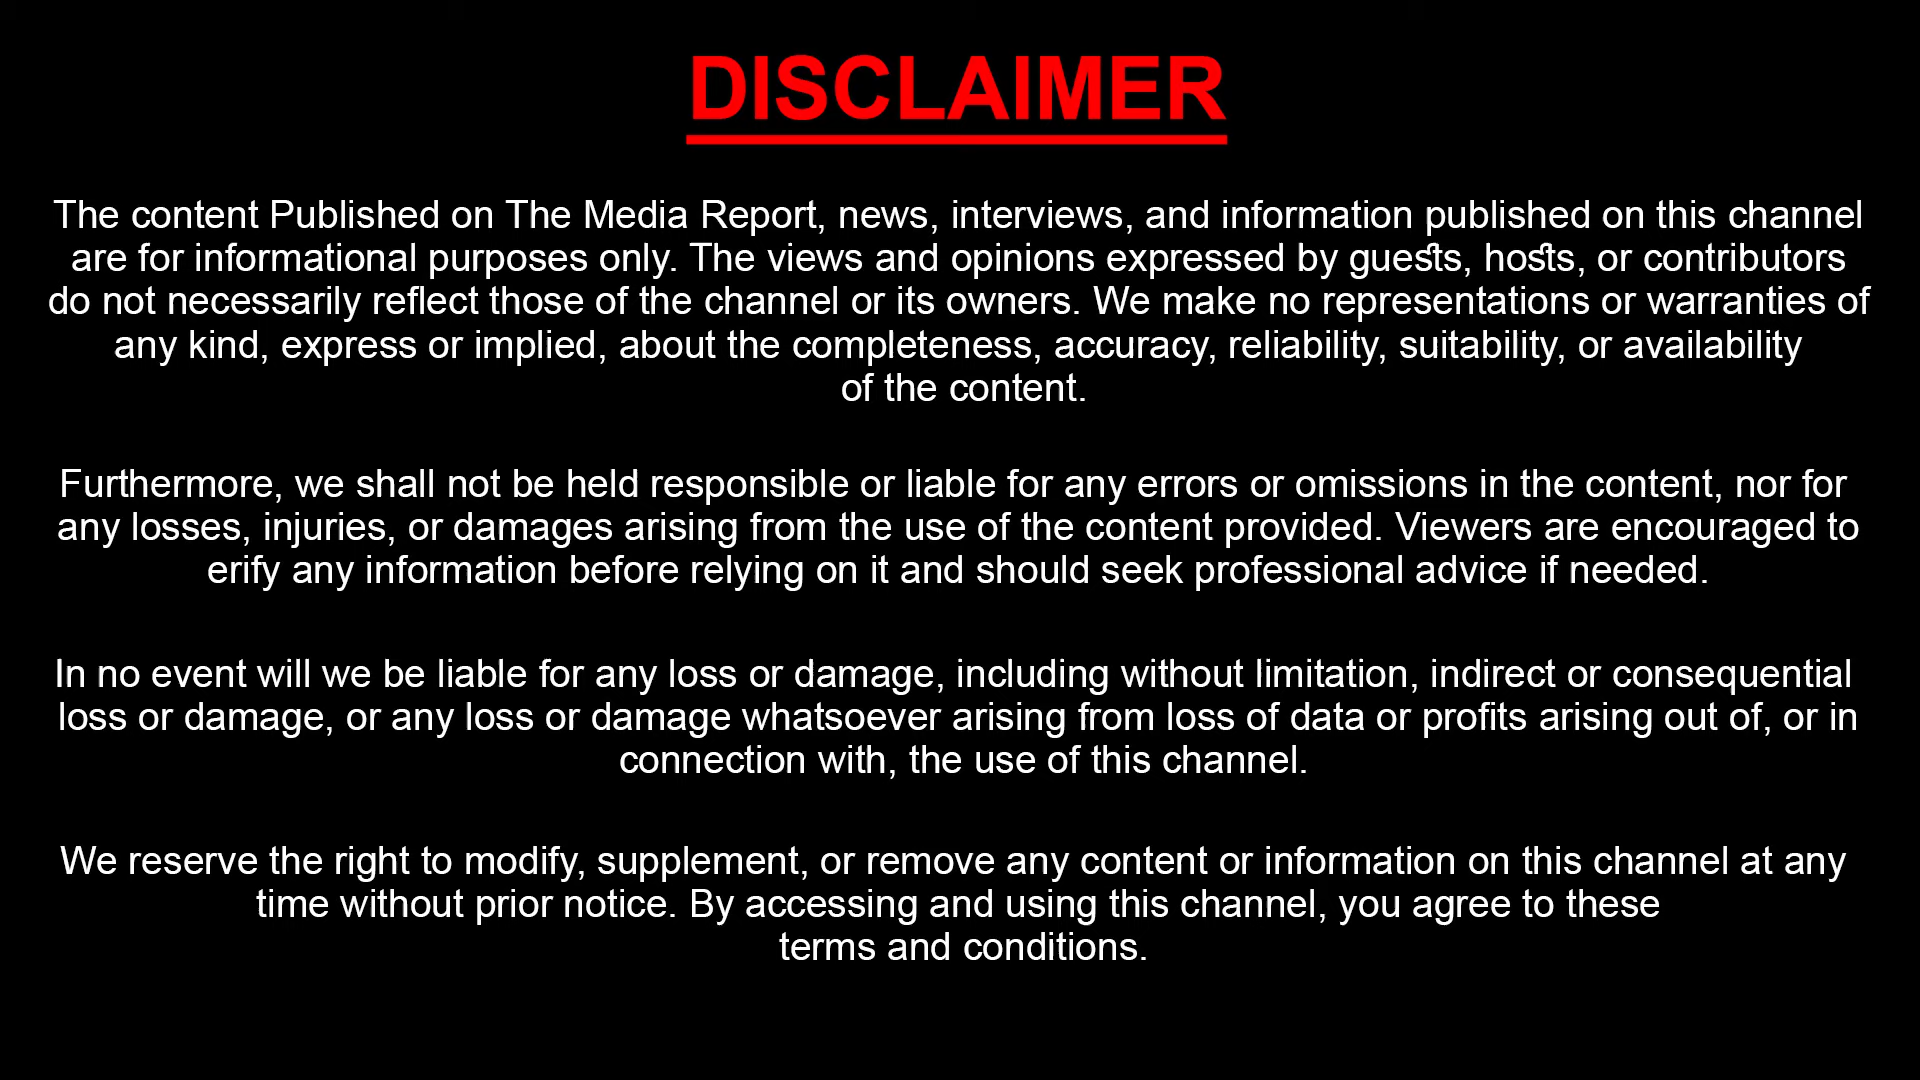 DISCLAIMER
The content Published on The Media Report, news, interviews, and information published on this channel
are for informational purposes only. The views and opinions expressed by guests, hosts, or contributors
do not necessarily reflect those of the channel or its owners. We make no representations or warranties of
any kind, express or implied, about the completeness, accuracy, reliability, suitability, or availability
of the content.
Furthermore, we shall not be held responsible or liable for any errors or omissions in the content, nor for
any losses, injuries, or damages arising from the use of the content provided. Viewers are encouraged to
erify any information before relying on it and should seek professional advice if needed.
In no event will we be liable for any loss or damage, including without limitation, indirect or consequential
loss or damage, or any loss or damage whatsoever arising from loss of data or profits arising out of, or in
connection with, the use of this channel.
We reserve the right to modify, supplement, or remove any content or information on this channel at any
time without prior notice. By accessing and using this channel, you agree to these
terms and conditions.